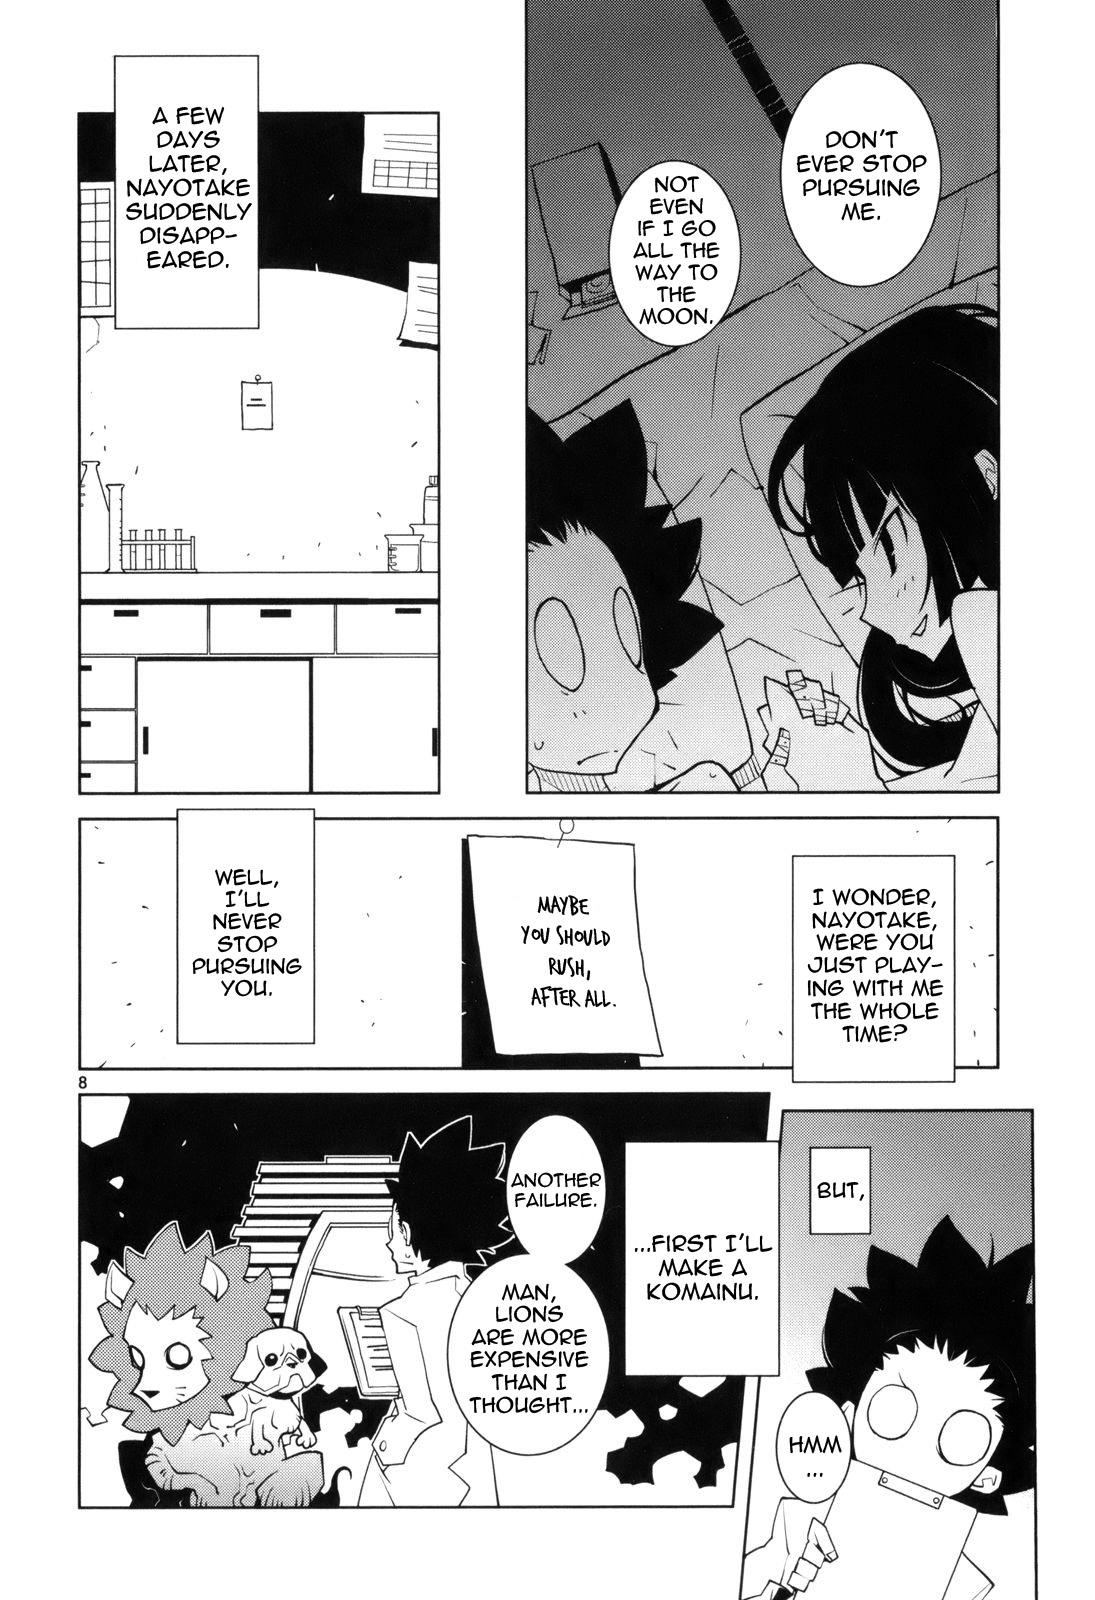 DON'T
EVER STOP
PURSUING
ME.
NOT
EVEN
IF I GO
ALL THE
WAY TO
THE
MOON.
A FEW
DAYS
LATER,
NAYOTAKE
SUDDENLY
DISAPP-
EARED.
I WONDER,
NAYOTAKE,
WERE YOU
JUST PLAY-
ING WITH ME
THE WHOLE
TIME?
MAYBE
YOU SHOULD
RUSH,
AFTER ALL.
WELL,
I'LL
NEVER
STOP
PURSUING
YOU.
8
BUT,
HMM
...
...FIRST I'LL
MAKE A
KOMAINU.
ANOTHER
FAILURE.
MAN,
LIONS
ARE MORE
EXPENSIVE
THAN I
THOUGHT...